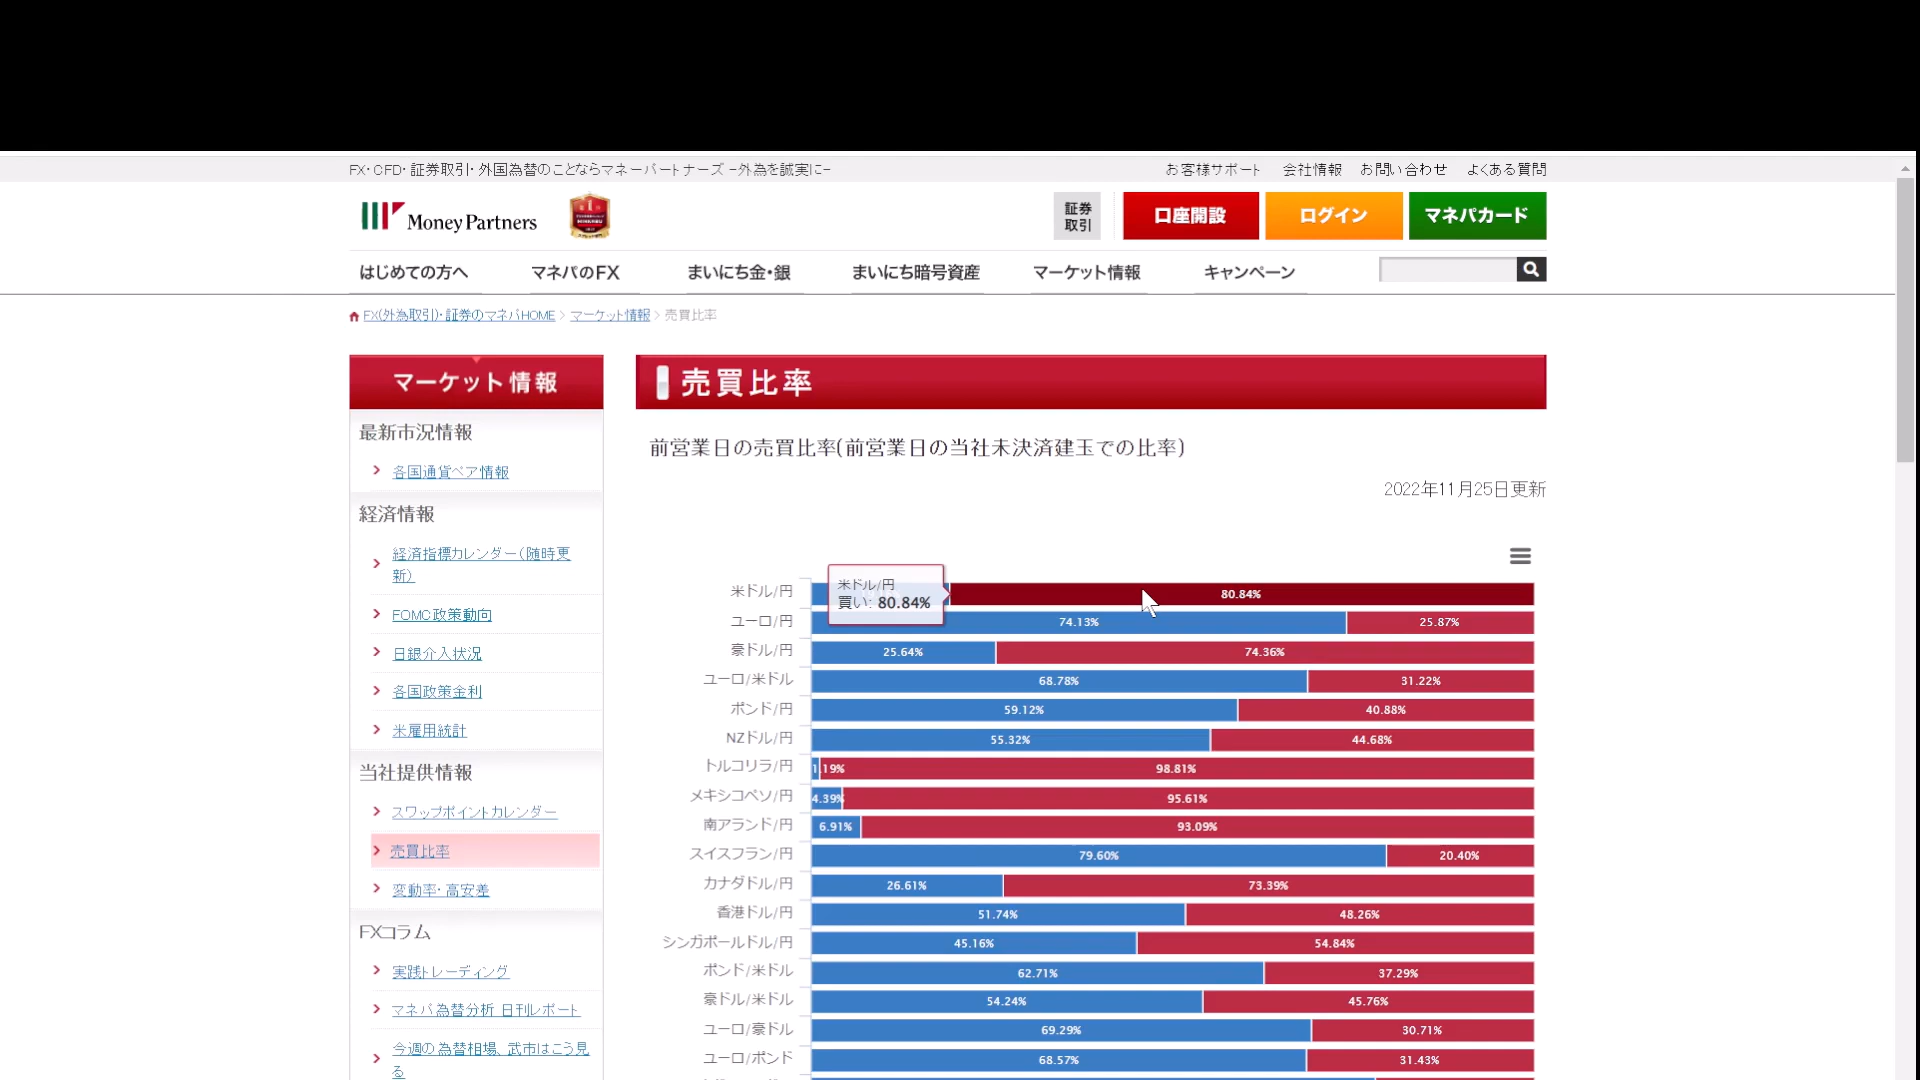 FX・CFD・証券取引・外国為替のことならマネーパートナーズ -外為を誠実に-
お客様サポート 会社情報 お問い合わせ よくある質問
Money Partners
1
証券
取引
口座開設
ログイン
マネパカード
はじめての方へ マネパのFX まいにち金・銀 まいにち暗号資産 マーケット情報 キャンペーン
FX(外為取引)・証券のマネパHOME > マーケット情報 > 売買比率
マーケット情報
最新市況情報
各国通貨ペア情報
経済情報
経済指標カレンダー（随時更
新）
FOMC政策動向
日銀介入状況
各国政策金利
米雇用統計
当社提供情報
スワップポイントカレンダー
売買比率
変動率・高安差
FXコラム
実践トレーディング
マネパ為替分析 日刊レポート
今週の為替相場、武市はこう見
る
売買比率
前営業日の売買比率(前営業日の当社未決済建玉での比率)
2022年11月25日更新
米ドル/円
買い: 80.84%
米ドル/円 80.84%
ユーロ/円 74.13% 25.87%
豪ドル/円 25.64% 74.36%
ユーロ/米ドル 68.78% 31.22%
ポンド/円 59.12% 40.88%
NZドル/円 55.32% 44.68%
トルコリラ/円 1.19% 98.81%
メキシコペソ/円 4.39% 95.61%
南アランド/円 6.91% 93.09%
スイスフラン/円 79.60% 20.40%
カナダドル/円 26.61% 73.39%
香港ドル/円 51.74% 48.26%
シンガポールドル/円 45.16% 54.84%
ポンド/米ドル 62.71% 37.29%
豪ドル/米ドル 54.24% 45.76%
ユーロ/豪ドル 69.29% 30.71%
ユーロ/ポンド 68.57% 31.43%